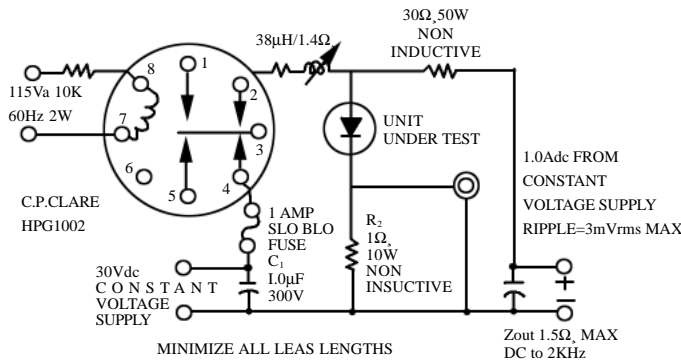 38µH/1.4Ω
30Ω, 50W
NON
INDUCTIVE
8
1
2
7
3
6
5
4
115Va 10K
60Hz 2W
C.P.CLARE
HPG1002
UNIT
UNDER TEST
1.0Adc FROM
CONSTANT
VOLTAGE SUPPLY
RIPPLE=3mVrms MAX
1 AMP
SLO BLO
FUSE
C1
I.0µF
300V
R2
1Ω,
10W
NON
INSUCTIVE
30Vdc
CONSTANT
VOLTAGE
SUPPLY
+
−
Zout 1.5Ω, MAX
DC to 2KHz
MINIMIZE ALL LEAS LENGTHS